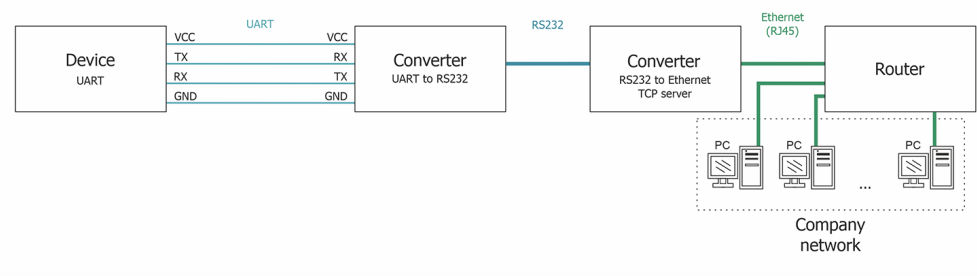 UART
RS232
Ethernet
(RJ45)
Device
UART
VCC
TX
RX
GND
VCC
RX
TX
GND
Converter
UART to RS232
Converter
RS232 to Ethernet
TCP server
Router
PC
PC
...
PC
Company
network